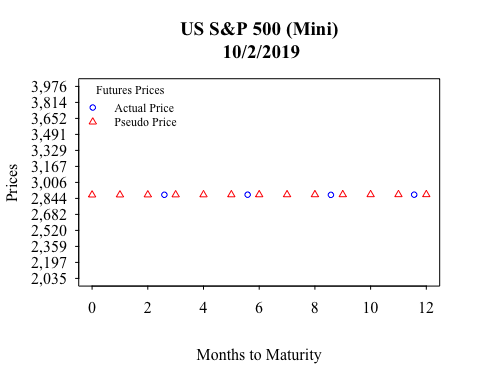 US S&P 500 (Mini)
10/2/2019
Futures Prices
Actual Price
Pseudo Price
Prices
3,976
3,814
3,652
3,491
3,329
3,167
3,006
2,844
2,682
2,520
2,359
2,197
2,035
0 2 4 6 8 10 12
Months to Maturity